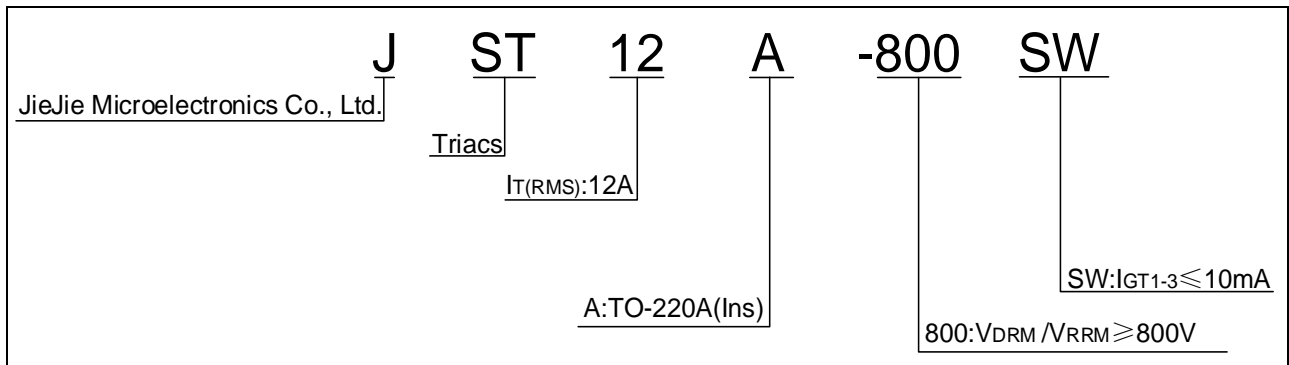 J ST 12 A -800 SW
JieJie Microelectronics Co., Ltd.
Triacs
IT(RMS):12A
SW:IGT1-3≤10mA
A:TO-220A(Ins)
800:VDRM /VRRM≥800V